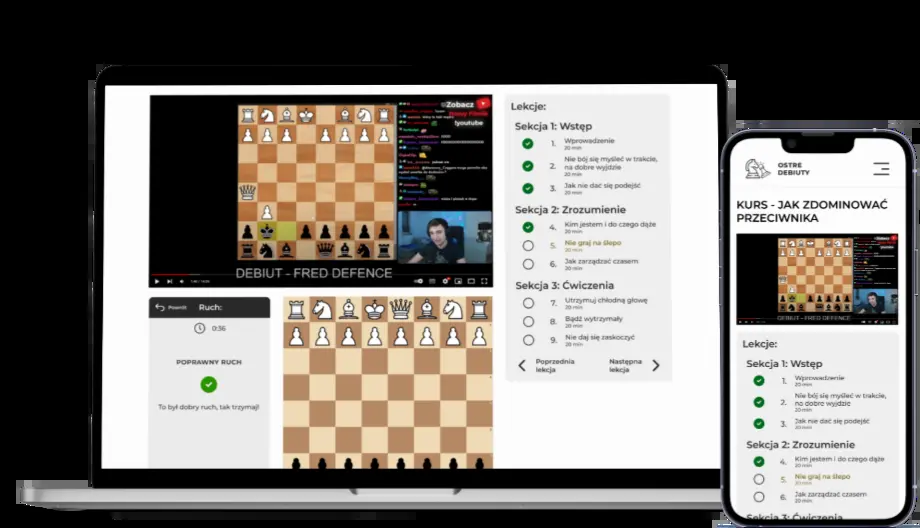 Zobacz
Nowy Filmik
!youtube
DEBIUT - FRED DEFENCE
Powrót
Ruch:
0:36
POPRAWNY RUCH
To był dobry ruch, tak trzymaj!
Lekcje:
Sekcja 1: Wstęp
1. Wprowadzenie
20 min
2. Nie bój się myśleć w trakcie,
na dobre wyjdzie
20 min
3. Jak nie dać się podejść
20 min
Sekcja 2: Zrozumienie
4. Kim jestem i do czego dąże
20 min
5. Nie graj na ślepo
20 min
6. Jak zarządzać czasem
20 min
Sekcja 3: Ćwiczenia
7. Utrzymuj chłodną głowę
20 min
8. Bądź wytrzymały
20 min
9. Nie daj się zaskoczyć
20 min
Poprzednia
lekcja
Następna
lekcja
OSTRE
DEBIUTY
KURS - JAK ZDOMINOWAĆ
PRZECIWNIKA
DEBIUT - FRED DEFENCE
Lekcje:
Sekcja 1: Wstęp
1. Wprowadzenie
20 min
2. Nie bój się myśleć w trakcie,
na dobre wyjdzie
20 min
3. Jak nie dać się podejść
20 min
Sekcja 2: Zrozumienie
4. Kim jestem i do czego dąże
20 min
5. Nie graj na ślepo
20 min
6. Jak zarządzać czasem
20 min
Sekcja 3: Ćwiczenia